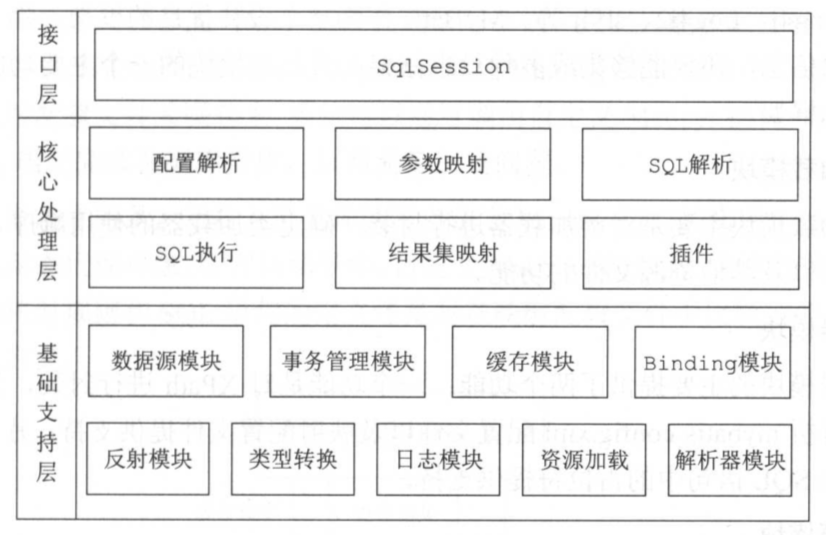 接口层
SqlSession
核心处理层
配置解析
参数映射
SQL解析
SQL执行
结果集映射
插件
基础支持层
数据源模块
事务管理模块
缓存模块
Binding模块
反射模块
类型转换
日志模块
资源加载
解析器模块